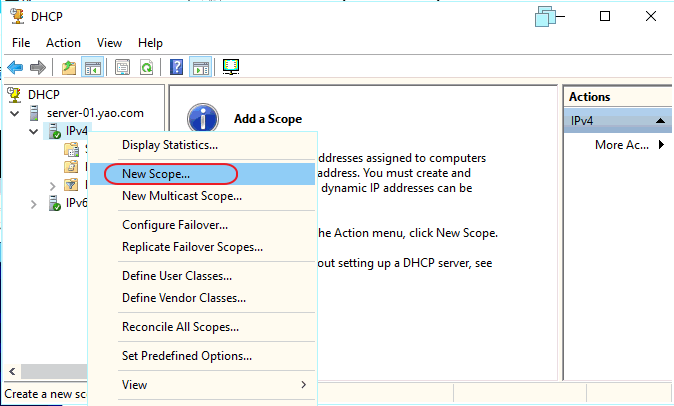 DHCP
File Action View Help
DHCP
server-01.yao.com
IPv4
IPv6
Display Statistics...
New Scope...
New Multicast Scope...
Configure Failover...
Replicate Failover Scopes...
Define User Classes...
Define Vendor Classes...
Reconcile All Scopes...
Set Predefined Options...
View
Add a Scope
addresses assigned to computers
address. You must create and
dynamic IP addresses can be
the Action menu, click New Scope.
out setting up a DHCP server, see
Actions
IPv4
More Ac...
Create a new sc